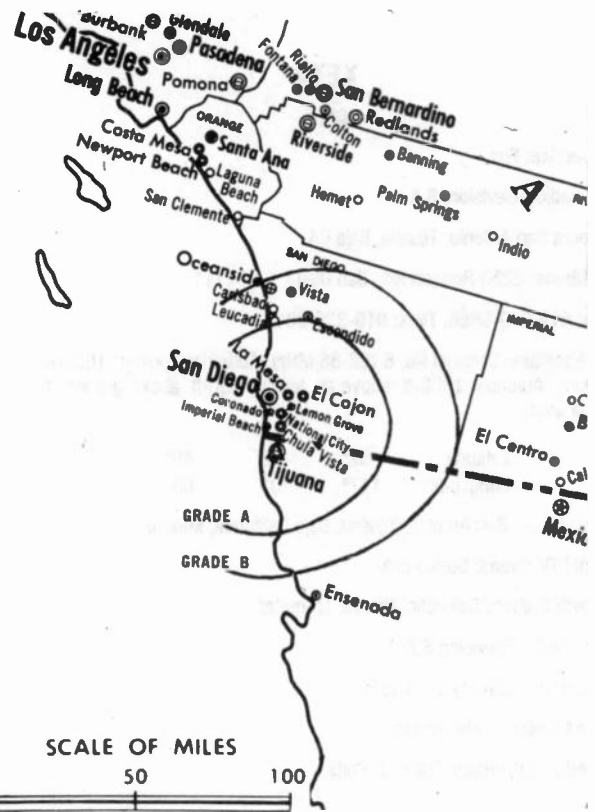 Burbank
Glendale
Los Angeles
Pasadena
Pomona
Fontana
Rialto
San Bernardino
Long Beach
ORANGE
Colton
Redlands
Riverside
Costa Mesa
Santa Ana
Banning
Newport Beach
Laguna Beach
Hemet
Palm Springs
San Clemente
Indio
SAN DIEGO
Oceanside
Vista
Carlsbad
Leucadia
Escondido
IMPERIAL
La Mesa
San Diego
El Cajon
Coronado
Lemon Grove
Imperial Beach
National City
Chula Vista
El Centro
Cal
Tijuana
Mexic
GRADE A
GRADE B
Ensenada
SCALE OF MILES
50
100